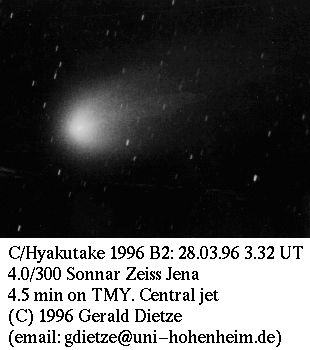 C/Hyakutake 1996 B2: 28.03.96 3.32 UT
4.0/300 Sonnar Zeiss Jena
4.5 min on TMY. Central jet
(C) 1996 Gerald Dietze
(email: gdietze@uni-hohenheim.de)